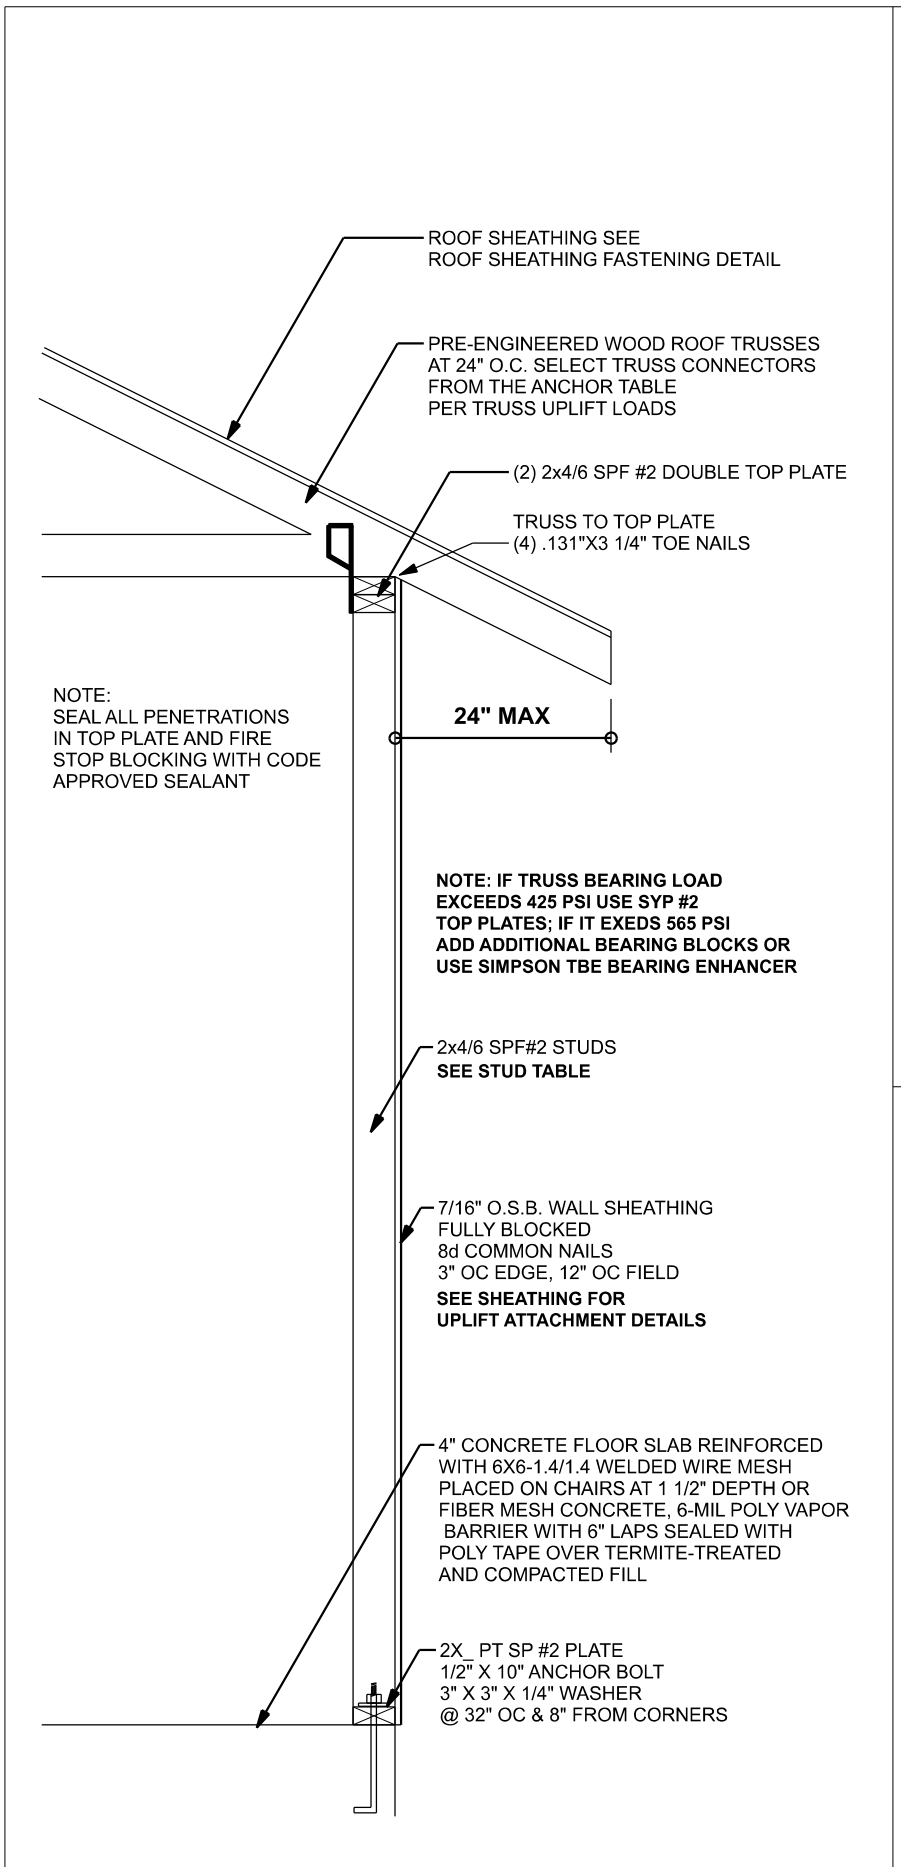 ROOF SHEATHING SEE
ROOF SHEATHING FASTENING DETAIL
PRE-ENGINEERED WOOD ROOF TRUSSES
AT 24" O.C. SELECT TRUSS CONNECTORS
FROM THE ANCHOR TABLE
PER TRUSS UPLIFT LOADS
(2) 2x4/6 SPF #2 DOUBLE TOP PLATE
TRUSS TO TOP PLATE
(4) .131"X3 1/4" TOE NAILS
NOTE:
SEAL ALL PENETRATIONS
IN TOP PLATE AND FIRE
STOP BLOCKING WITH CODE
APPROVED SEALANT
24" MAX
NOTE: IF TRUSS BEARING LOAD
EXCEEDS 425 PSI USE SYP #2
TOP PLATES; IF IT EXEDS 565 PSI
ADD ADDITIONAL BEARING BLOCKS OR
USE SIMPSON TBE BEARING ENHANCER
2x4/6 SPF#2 STUDS
SEE STUD TABLE
7/16" O.S.B. WALL SHEATHING
FULLY BLOCKED
8d COMMON NAILS
3" OC EDGE, 12" OC FIELD
SEE SHEATHING FOR
UPLIFT ATTACHMENT DETAILS
4" CONCRETE FLOOR SLAB REINFORCED
WITH 6X6-1.4/1.4 WELDED WIRE MESH
PLACED ON CHAIRS AT 1 1/2" DEPTH OR
FIBER MESH CONCRETE, 6-MIL POLY VAPOR
BARRIER WITH 6" LAPS SEALED WITH
POLY TAPE OVER TERMITE-TREATED
AND COMPACTED FILL
2X_ PT SP #2 PLATE
1/2" X 10" ANCHOR BOLT
3" X 3" X 1/4" WASHER
@ 32" OC & 8" FROM CORNERS